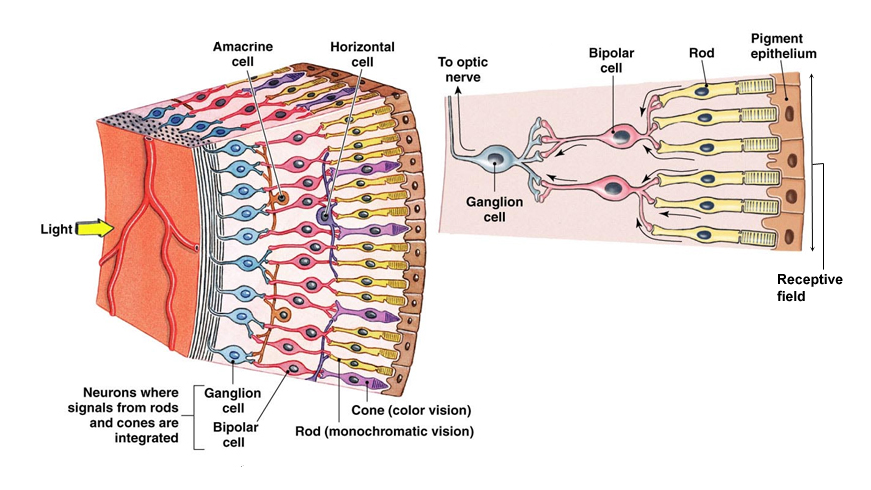 Amacrine
cell
Horizontal
cell
Light
Neurons where
signals from rods
and cones are
integrated
Ganglion
cell
Bipolar
cell
Cone (color vision)
Rod (monochromatic vision)
To optic
nerve
Bipolar
cell
Rod
Pigment
epithelium
Ganglion
cell
Receptive
field